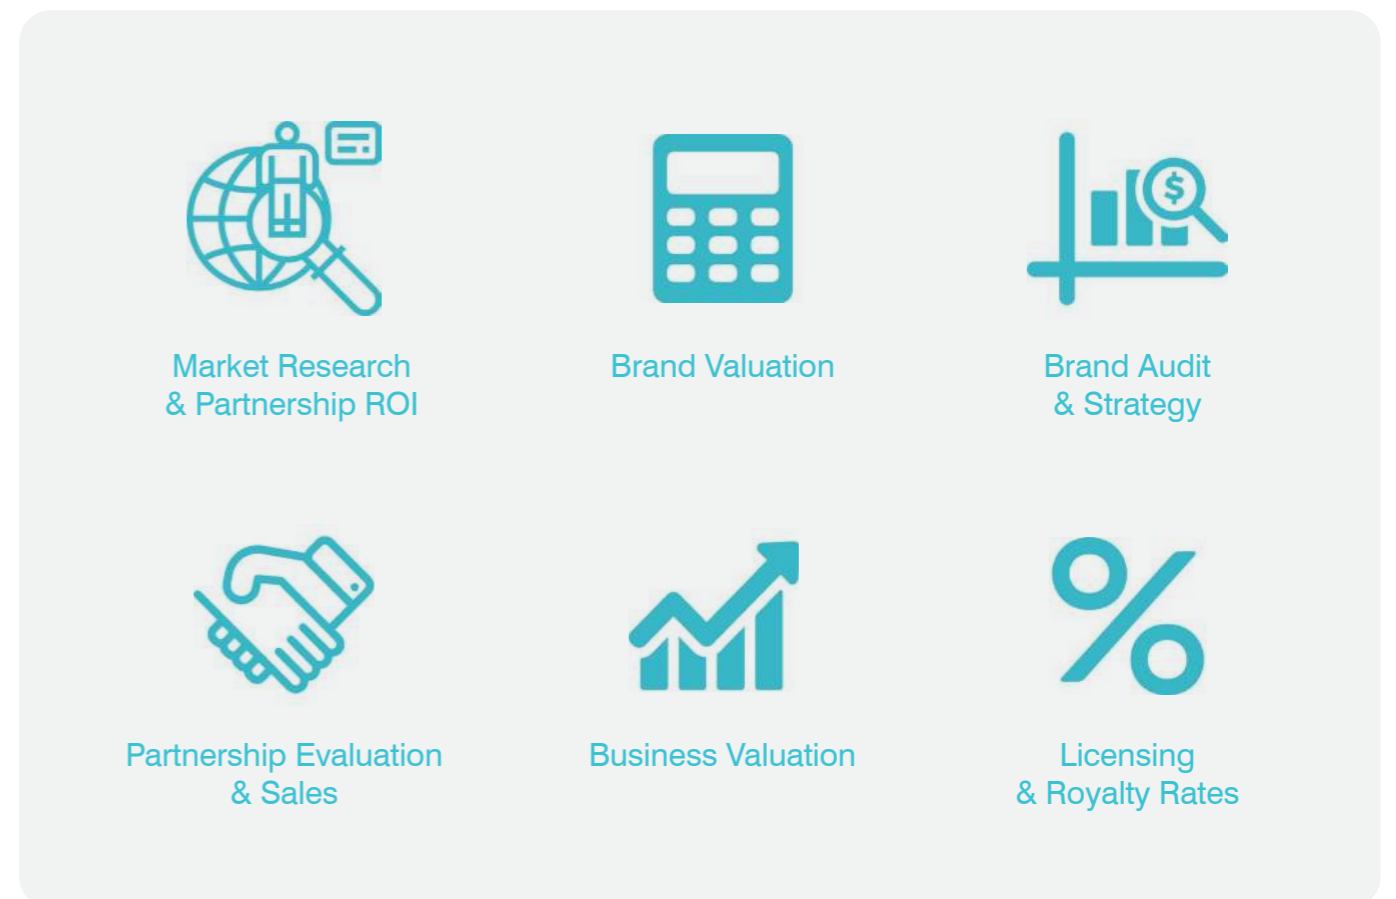 $
Market Research
& Partnership ROI
Brand Valuation
Brand Audit
& Strategy
%
Partnership Evaluation
& Sales
Business Valuation
Licensing
& Royalty Rates